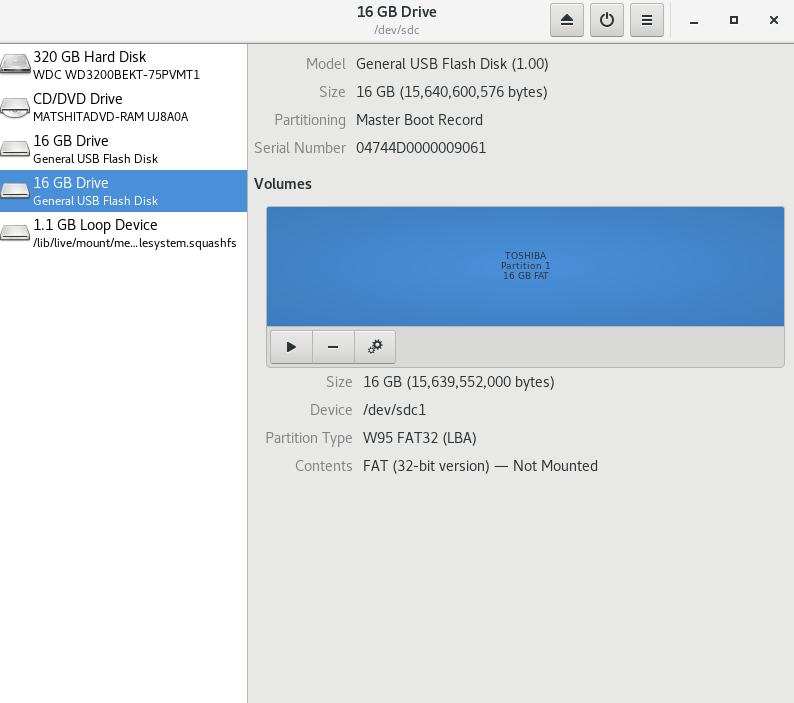 16 GB Drive
/dev/sdc
320 GB Hard Disk
WDC WD3200BEKT-75PVMT1
CD/DVD Drive
MATSHITADVD-RAM UJ8A0A
16 GB Drive
General USB Flash Disk
16 GB Drive
General USB Flash Disk
1.1 GB Loop Device
/lib/live/mount/me…lesystem.squashfs
Model General USB Flash Disk (1.00)
Size 16 GB (15,640,600,576 bytes)
Partitioning Master Boot Record
Serial Number 04744D0000009061
Volumes
TOSHIBA
Partition 1
16 GB FAT
Size 16 GB (15,639,552,000 bytes)
Device /dev/sdc1
Partition Type W95 FAT32 (LBA)
Contents FAT (32-bit version) — Not Mounted